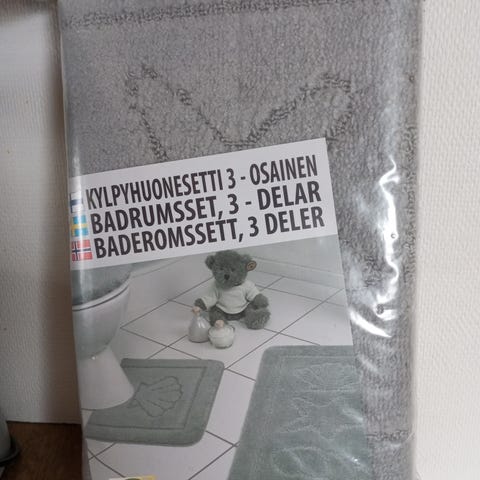 KYLPYHUONESETTI 3 - OSAINEN
BADRUMSSET, 3 - DELAR
BADEROMSSETT, 3 DELER